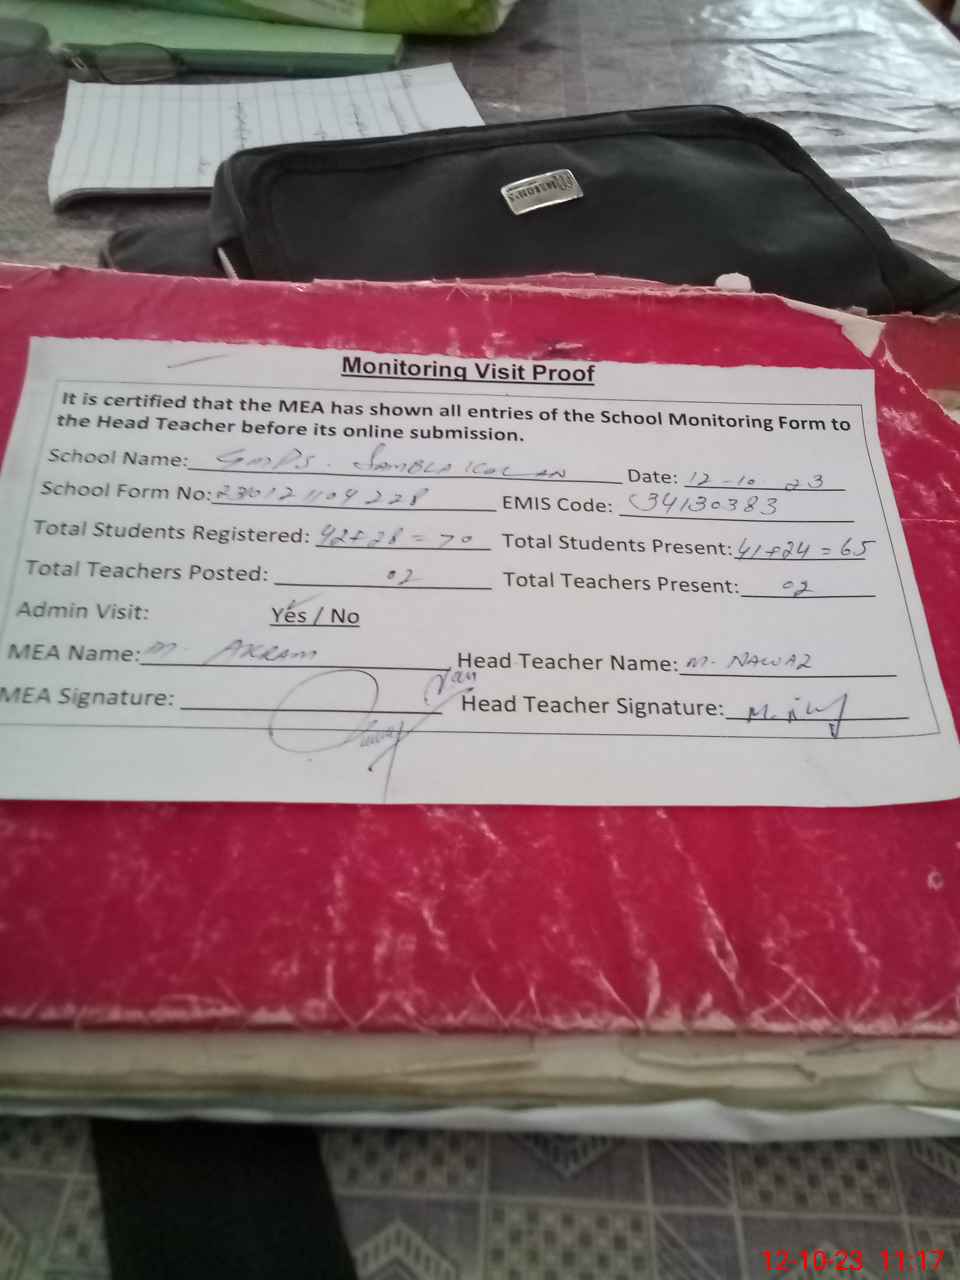 Monitoring Visit Proof
It is certified that the MEA has shown all entries of the School Monitoring Form to
the Head Teacher before its online submission.
School Name: GMPS. SAMBLA KALAN Date: 12-10-23
School Form No: 230121109228 EMIS Code: 34130383
Total Students Registered: 42+28=70 Total Students Present: 41+24=65
Total Teachers Posted: 02 Total Teachers Present: 02
Admin Visit: Yes / No
MEA Name: M. AKRAM Head Teacher Name: M. NAWAZ
MEA Signature: Head Teacher Signature:
12-10-23 11:17